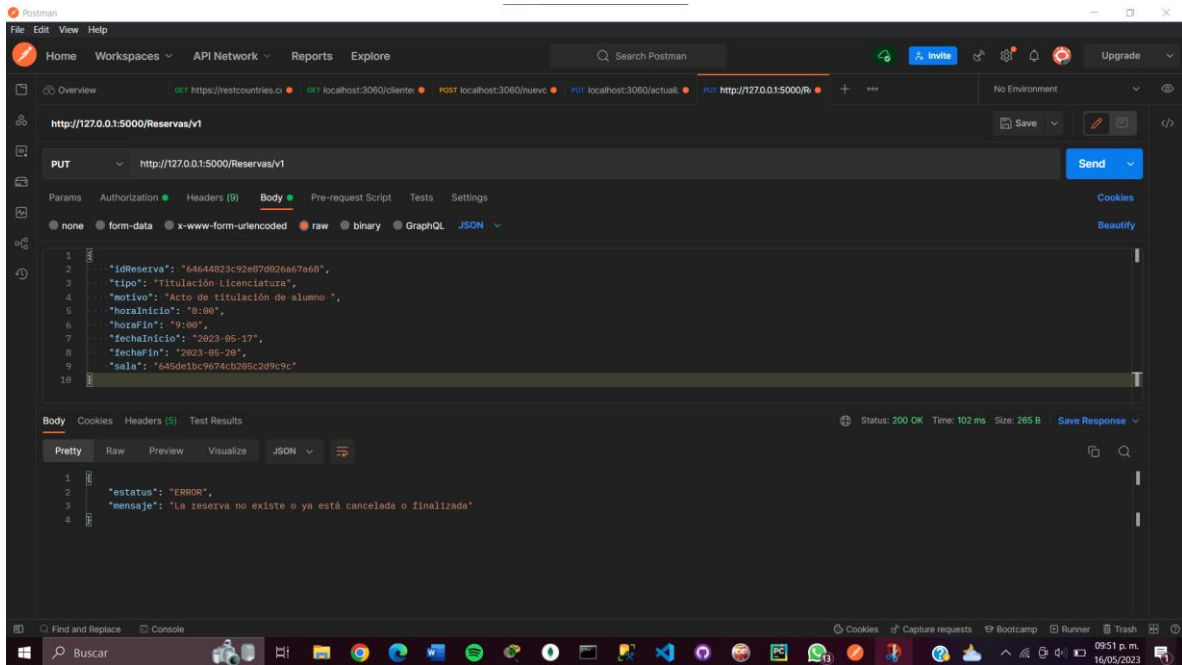 Postman
File Edit View Help
Home Workspaces API Network Reports Explore Search Postman Invite Upgrade
Overview GET https://restcountries.cc GET localhost:3060/cliente: POST localhost:3060/nuevc PUT localhost:3060/actuali: PUT http://127.0.0.1:5000/R No Environment
http://127.0.0.1:5000/Reservas/v1 Save
PUT http://127.0.0.1:5000/Reservas/v1 Send
Params Authorization Headers (9) Body Pre-request Script Tests Settings Cookies
none form-data x-www-form-urlencoded raw binary GraphQL JSON Beautify
1 {
2 "idReserva": "64644823c92e87d026a67a68",
3 "tipo": "Titulación Licenciatura",
4 "motivo": "Acto de titulación de alumno ",
5 "horaInicio": "8:00",
6 "horaFin": "9:00",
7 "fechaInicio": "2023-05-17",
8 "fechaFin": "2023-05-20",
9 "sala": "645de1bc9674cb205c2d9c9c"
10 }
Body Cookies Headers (5) Test Results Status: 200 OK Time: 102 ms Size: 265 B Save Response
Pretty Raw Preview Visualize JSON
1 {
2 "estatus": "ERROR",
3 "mensaje": "La reserva no existe o ya está cancelada o finalizada"
4 }
Find and Replace Console Cookies Capture requests Bootcamp Runner Trash
Buscar 09:51 p. m.
16/05/2023